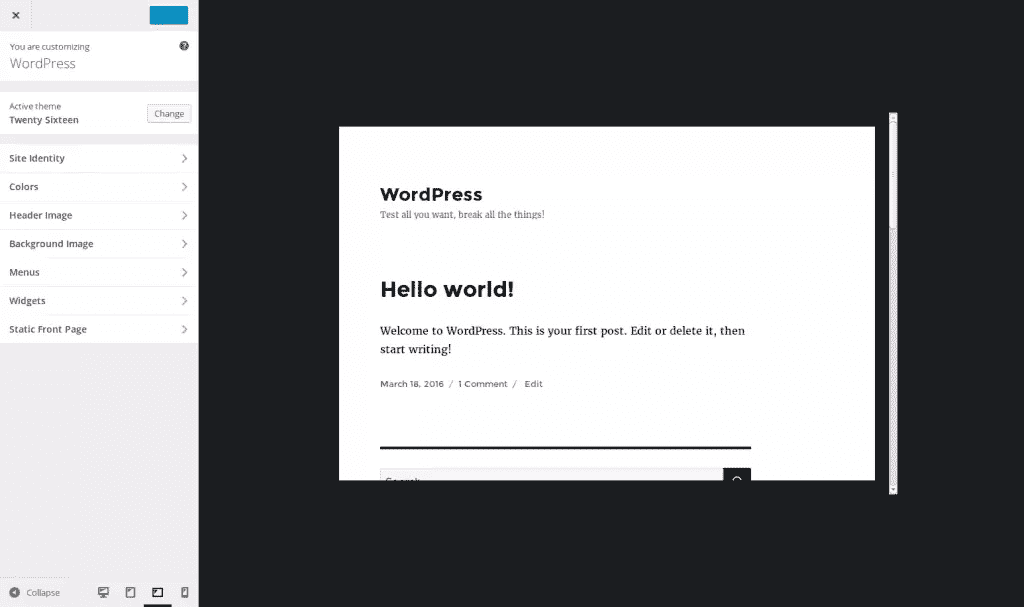 You are customizing
WordPress
Active theme
Twenty Sixteen
Change
Site Identity
Colors
Header Image
Background Image
Menus
Widgets
Static Front Page
Collapse
WordPress
Test all you want, break all the things!
Hello world!
Welcome to WordPress. This is your first post. Edit or delete it, then
start writing!
March 18, 2016 / 1 Comment / Edit